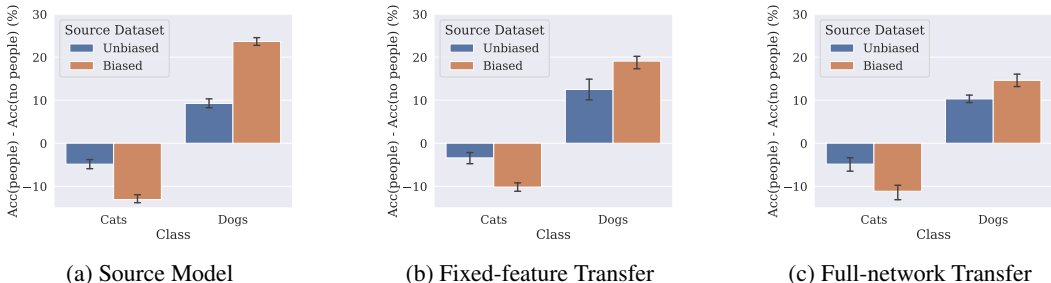 Acc(people) - Acc(no people) (%)
30
20
10
0
−10
Source Dataset
Unbiased
Biased
Cats
Dogs
Class
(a) Source Model
Acc(people) - Acc(no people) (%)
30
20
10
0
−10
Source Dataset
Unbiased
Biased
Cats
Dogs
Class
(b) Fixed-feature Transfer
Acc(people) - Acc(no people) (%)
30
20
10
0
−10
Source Dataset
Unbiased
Biased
Cats
Dogs
Class
(c) Full-network Transfer